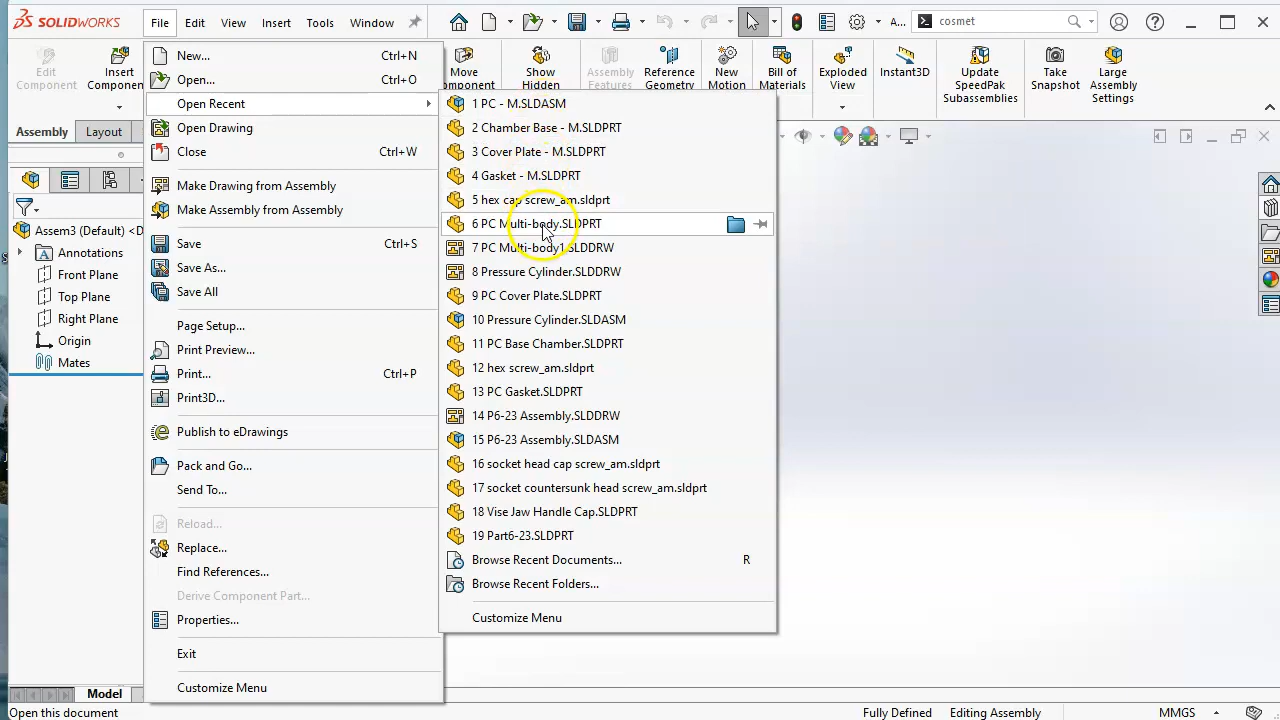 SOLIDWORKS
File
Edit
View
Insert
Tools
Window
A...
cosmet
Edit
Component
Insert
Components
Move
Component
Show
Hidden
Assembly
Features
Reference
Geometry
New
Motion
Bill of
Materials
Exploded
View
Instant3D
Update
SpeedPak
Subassemblies
Take
Snapshot
Large
Assembly
Settings
Assembly
Layout
Assem3 (Default) <D
Annotations
Front Plane
Top Plane
Right Plane
Origin
Mates
New... Ctrl+N
Open... Ctrl+O
Open Recent
Open Drawing
Close Ctrl+W
Make Drawing from Assembly
Make Assembly from Assembly
Save Ctrl+S
Save As...
Save All
Page Setup...
Print Preview...
Print... Ctrl+P
Print3D...
Publish to eDrawings
Pack and Go...
Send To...
Reload...
Replace...
Find References...
Derive Component Part...
Properties...
Exit
Customize Menu
1 PC - M.SLDASM
2 Chamber Base - M.SLDPRT
3 Cover Plate - M.SLDPRT
4 Gasket - M.SLDPRT
5 hex cap screw_am.sldprt
6 PC Multi-body.SLDPRT
7 PC Multi-body1.SLDDRW
8 Pressure Cylinder.SLDDRW
9 PC Cover Plate.SLDPRT
10 Pressure Cylinder.SLDASM
11 PC Base Chamber.SLDPRT
12 hex screw_am.sldprt
13 PC Gasket.SLDPRT
14 P6-23 Assembly.SLDDRW
15 P6-23 Assembly.SLDASM
16 socket head cap screw_am.sldprt
17 socket countersunk head screw_am.sldprt
18 Vise Jaw Handle Cap.SLDPRT
19 Part6-23.SLDPRT
Browse Recent Documents... R
Browse Recent Folders...
Customize Menu
Model
Open this document
Fully Defined
Editing Assembly
MMGS